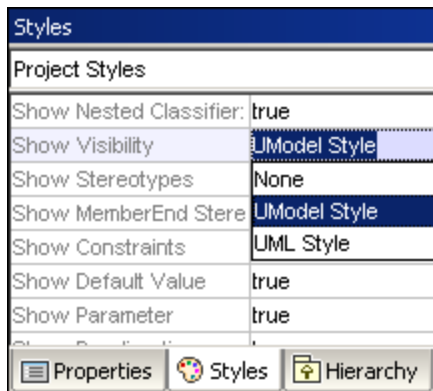 Styles
Project Styles
Show Nested Classifier: true
Show Visibility UModel Style
Show Stereotypes None
Show MemberEnd Stere UModel Style
Show Constraints UML Style
Show Default Value true
Show Parameter true
Show
Properties Styles Hierarchy